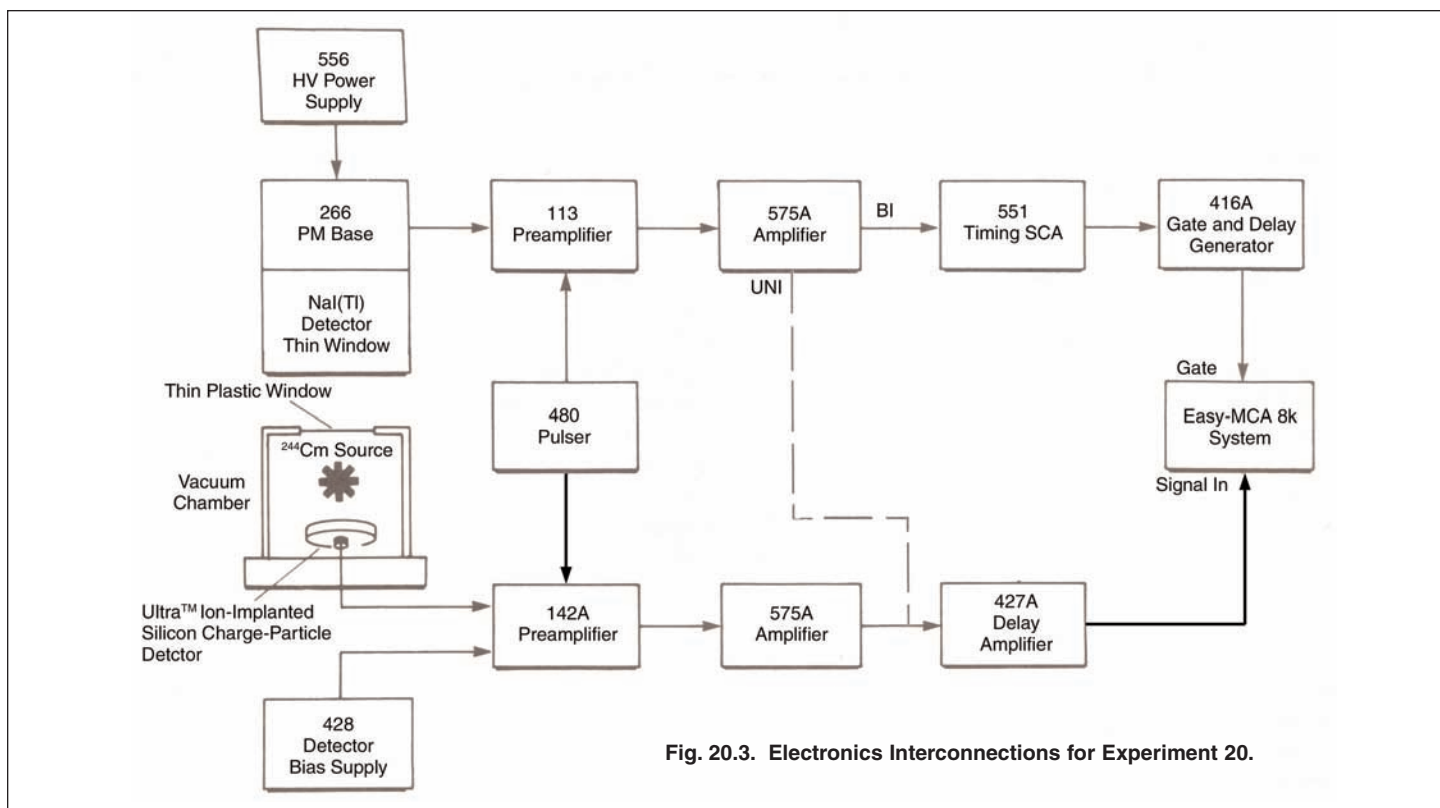 556
HV Power
Supply
266
PM Base
NaI(Tl)
Detector
Thin Window
113
Preamplifier
575A
Amplifier
BI
UNI
551
Timing SCA
416A
Gate and Delay
Generator
Gate
Easy-MCA 8k
System
Signal In
480
Pulser
Thin Plastic Window
²⁴⁴Cm Source
Vacuum
Chamber
Ultra™ Ion-Implanted
Silicon Charge-Particle
Detctor
142A
Preamplifier
575A
Amplifier
427A
Delay
Amplifier
428
Detector
Bias Supply
Fig. 20.3. Electronics Interconnections for Experiment 20.